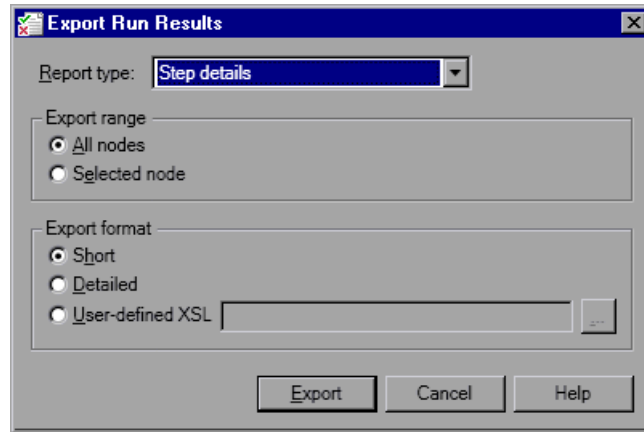 Export Run Results
Report type: Step details
Export range
All nodes
Selected node
Export format
Short
Detailed
User-defined XSL ...
Export Cancel Help